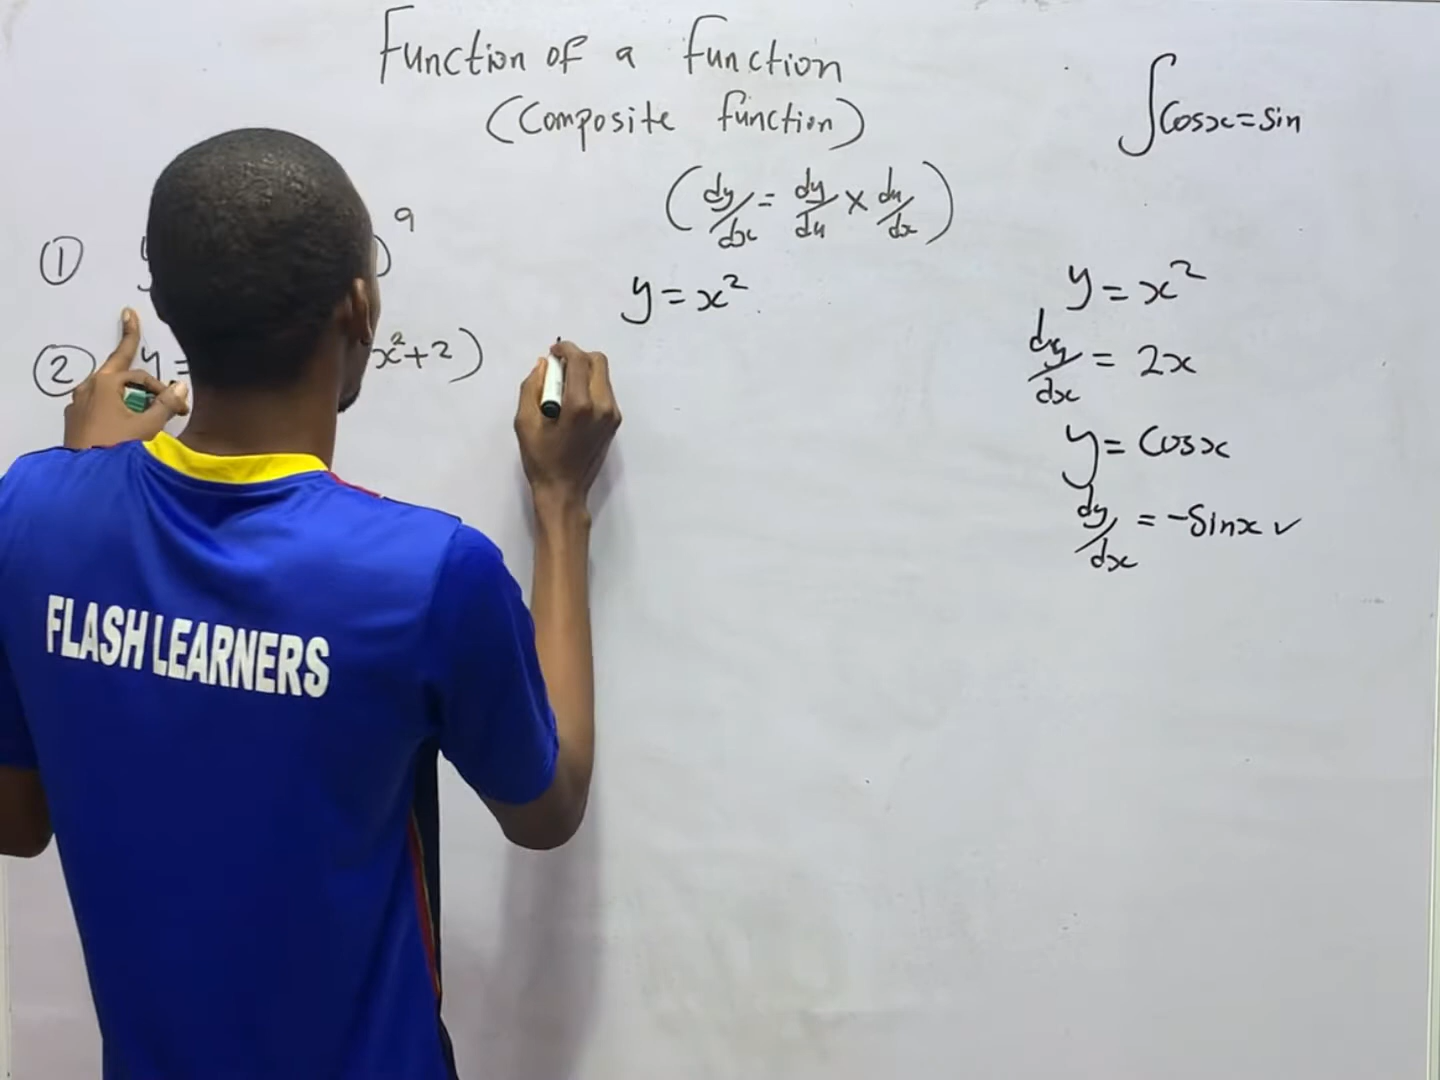 Function of a function
(Composite function)
∫cosx=sin
(dy/dx = dy/du × du/dx)
① 9
② y= x²+2)
y=x²
y=x²
dy/dx = 2x
y=Cosx
dy/dx = -Sinx ✓
FLASH LEARNERS